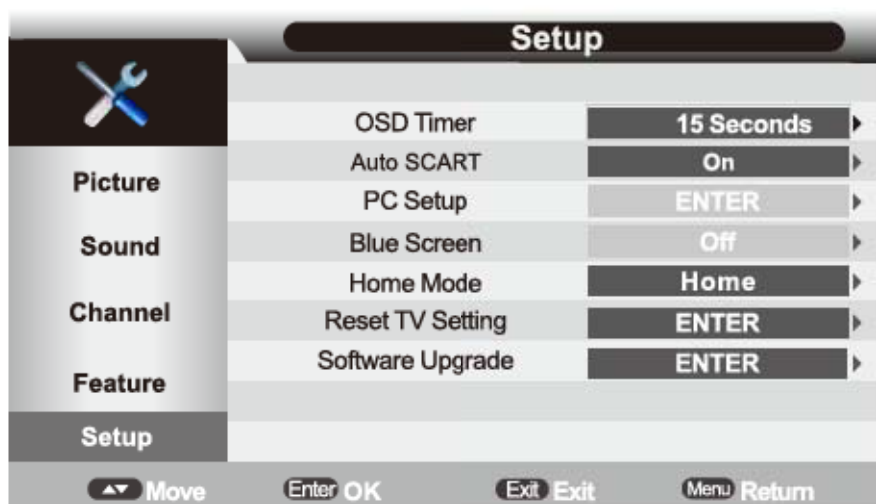 Setup
Picture
Sound
Channel
Feature
Setup
OSD Timer 15 Seconds
Auto SCART On
PC Setup ENTER
Blue Screen Off
Home Mode Home
Reset TV Setting ENTER
Software Upgrade ENTER
Move Enter OK Exit Exit Menu Return